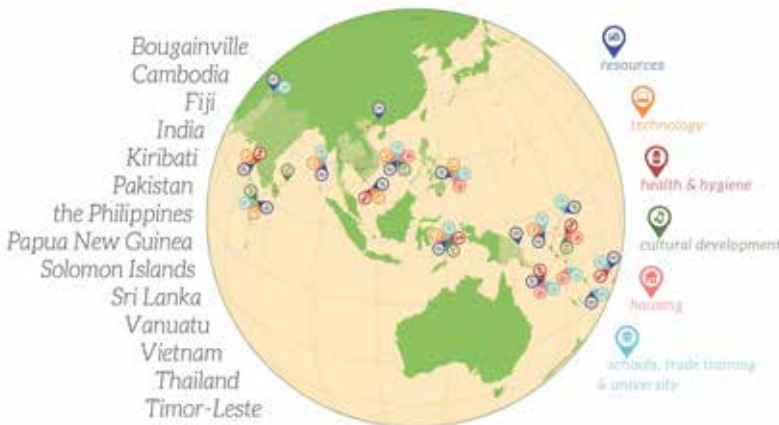 Bougainville
Cambodia
Fiji
India
Kiribati
Pakistan
the Philippines
Papua New Guinea
Solomon Islands
Sri Lanka
Vanuatu
Vietnam
Thailand
Timor-Leste
resources
technology
health & hygiene
cultural development
housing
schools, trade training
& university